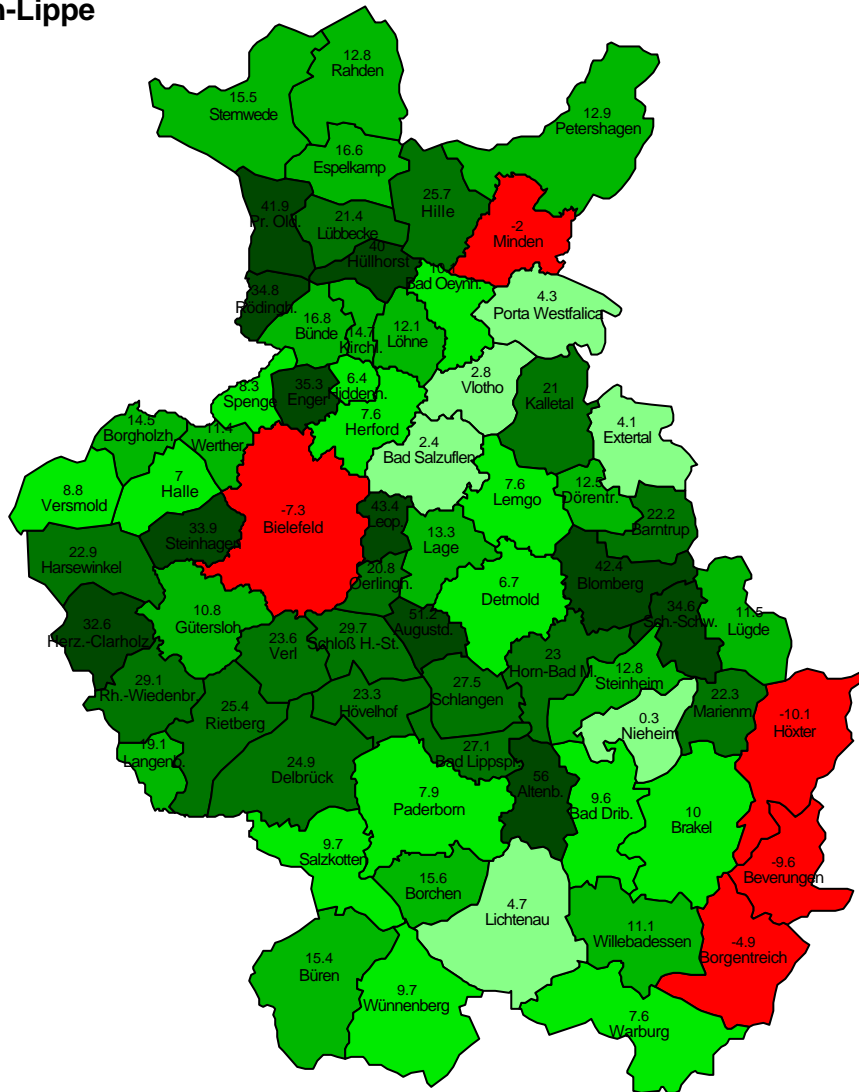 n-Lippe
12.8
Rahden
15.5
Stemwede
12.9
Petershagen
16.6
Espelkamp
25.7
Hille
41.9
Pr. Old.
21.4
Lübbecke
-2
Minden
40
Hüllhorst
Bad Oeynh.
34.8
Rödingh.
4.3
Porta Westfalica
16.8
Bünde
14.7
Kirchl.
12.1
Löhne
2.8
Vlotho
21
Kalletal
8.3
Spenge
35.3
Enger
6.4
Hiddenh.
7.6
Herford
4.1
Extertal
14.5
Borgholzh.
11.4
Werther
2.4
Bad Salzuflen
8.8
Versmold
7
Halle
7.6
Lemgo
12.5
Dörentr.
-7.3
Bielefeld
43.4
Leop.
22.2
Barntrup
33.9
Steinhagen
13.3
Lage
22.9
Harsewinkel
20.8
Oerlingh.
42.4
Blomberg
6.7
Detmold
32.6
Herz.-Clarholz
10.8
Gütersloh
51.2
Augustd.
34.6
Sch.-Schw.
11.5
Lügde
23.6
Verl
29.7
Schloß H.-St.
23
Horn-Bad M.
12.8
Steinheim
29.1
Rh.-Wiedenbr.
25.4
Rietberg
23.3
Hövelhof
27.5
Schlangen
22.3
Marienm.
0.3
Nieheim
-10.1
Höxter
19.1
Langenb.
24.9
Delbrück
27.1
Bad Lippspr.
56
Altenb.
7.9
Paderborn
9.6
Bad Drib.
10
Brakel
9.7
Salzkotten
15.6
Borchen
-9.6
Beverungen
4.7
Lichtenau
11.1
Willebadessen
-4.9
Borgentreich
15.4
Büren
9.7
Wünnenberg
7.6
Warburg